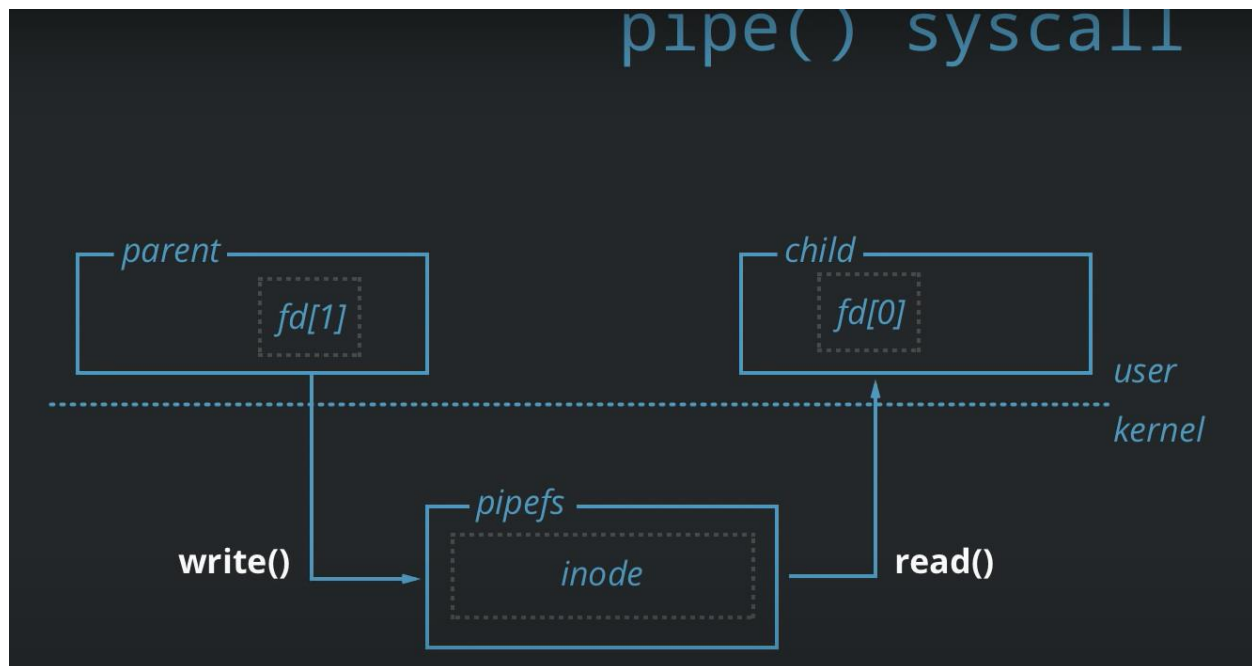 pipe() syscall
parent
child
fd[1]
fd[0]
user
kernel
pipefs
write()
inode
read()